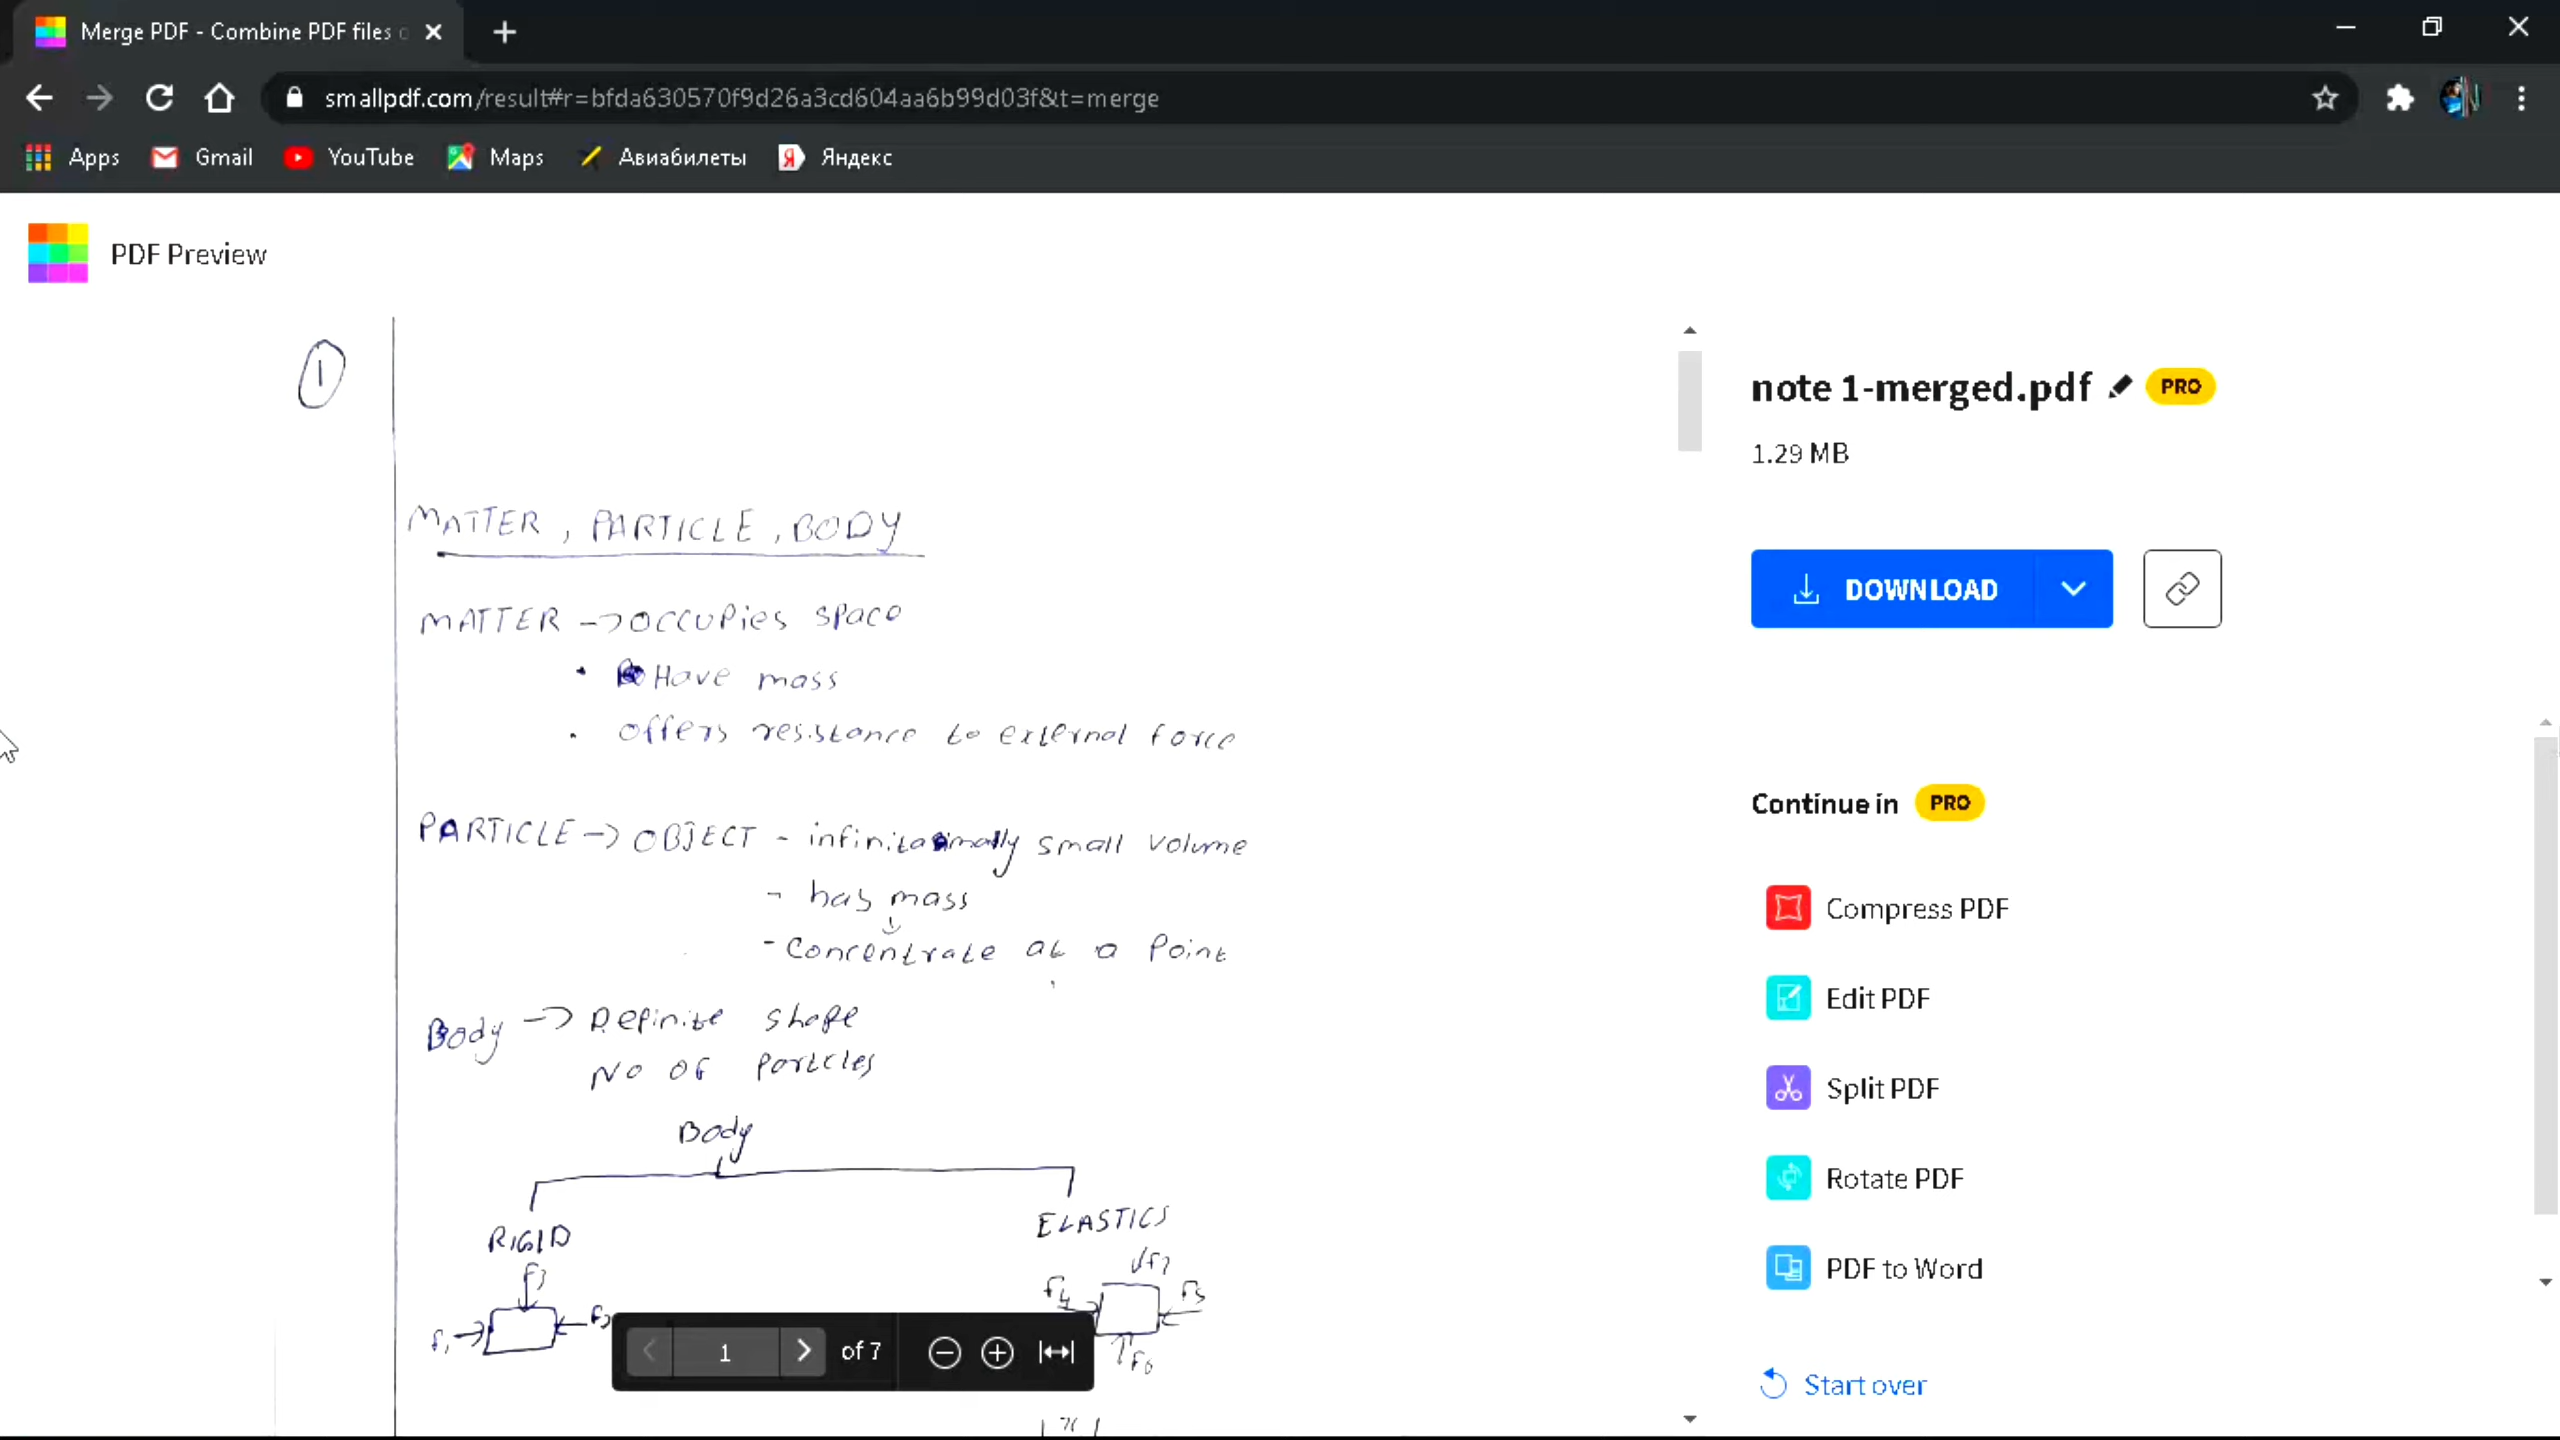 Merge PDF - Combine PDF files
smallpdf.com/result#r=bfda630570f9d26a3cd604aa6b99d03f&t=merge
Apps Gmail YouTube Maps Авиабилеты Яндекс
PDF Preview
1
MATTER, PARTICLE, BODY
MATTER → OCCUPies space
• Have mass
• offers resistance to external force
PARTICLE → OBJECT - small volume
- has mass
- Concentrate at a Point
Body → Definite shape
No of Particles
Body
RIGID
ELASTICS
F1
F4
F5
F6
note 1-merged.pdf PRO
1.29 MB
DOWNLOAD
Continue in PRO
Compress PDF
Edit PDF
Split PDF
Rotate PDF
PDF to Word
Start over
1 of 7